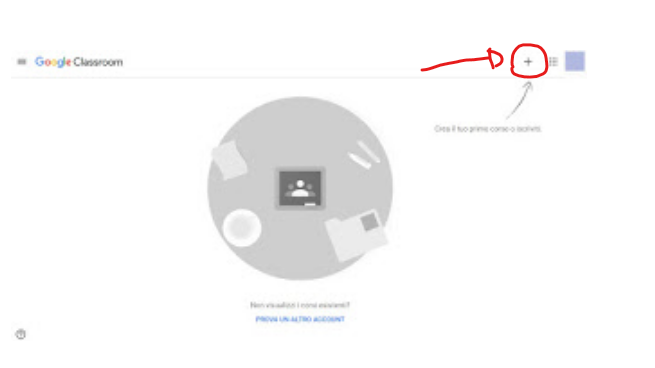 Google Classroom
Crea il tuo primo corso o iscriviti.
Non visualizzi i corsi esistenti?
PROVA UN ALTRO ACCOUNT